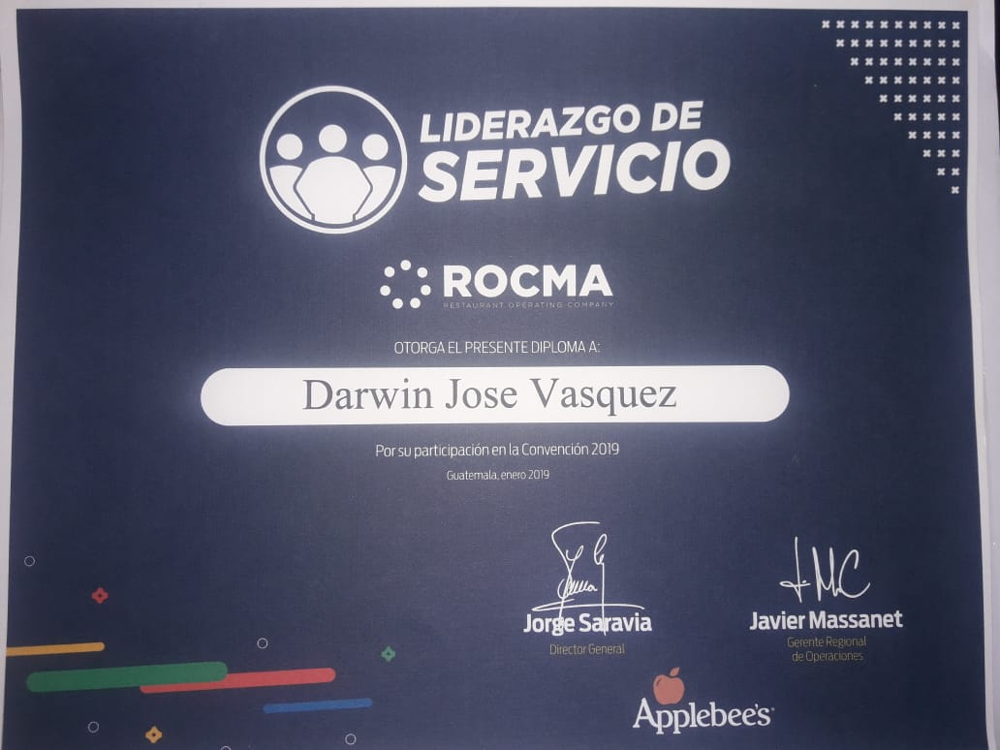 LIDERAZGO DE
SERVICIO
ROCMA
RESTAURANT OPERATING COMPANY
OTORGA EL PRESENTE DIPLOMA A:
Darwin Jose Vasquez
Por su participación en la Convención 2019
Guatemala, enero 2019
Jorge Saravia
Director General
Javier Massanet
Gerente Regional
de Operaciones
Applebee's